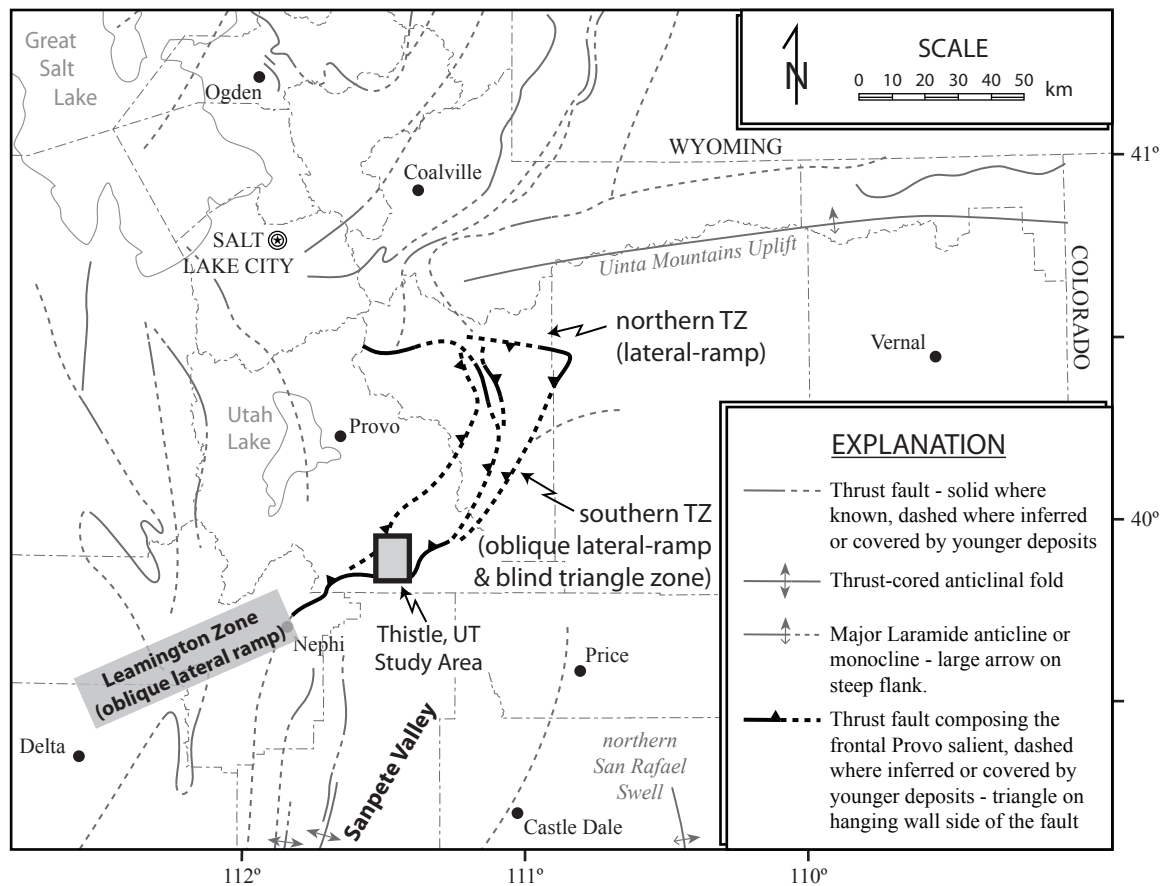 Great
Salt
Lake
Ogden
N
SCALE
0 10 20 30 40 50 km
WYOMING
41º
Coalville
SALT
LAKE CITY
Uinta Mountains Uplift
COLORADO
northern TZ
(lateral-ramp)
Vernal
Utah
Lake
Provo
southern TZ
(oblique lateral-ramp
& blind triangle zone)
40º
Leamington Zone
(oblique lateral ramp)
Nephi
Thistle, UT
Study Area
Price
Delta
Sanpete Valley
northern
San Rafael
Swell
Castle Dale
EXPLANATION
Thrust fault - solid where
known, dashed where inferred
or covered by younger deposits
Thrust-cored anticlinal fold
Major Laramide anticline or
monocline - large arrow on
steep flank.
Thrust fault composing the
frontal Provo salient, dashed
where inferred or covered by
younger deposits - triangle on
hanging wall side of the fault
112º
111º
110º